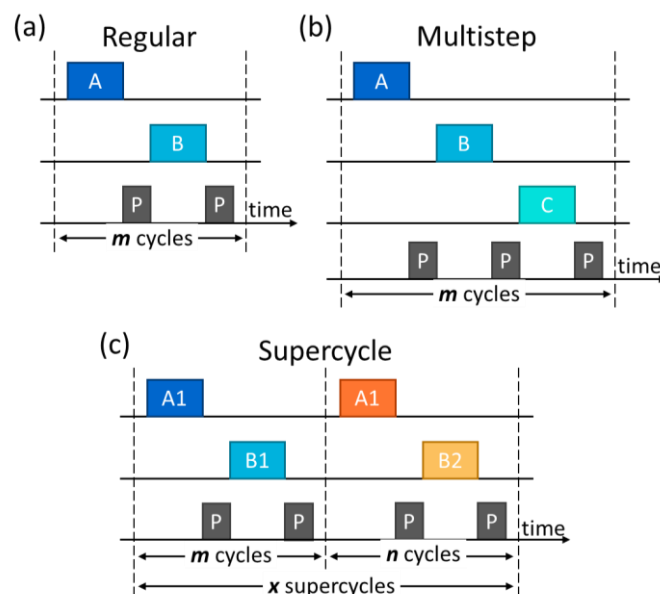 (a) Regular
A
B
P P time
m cycles
(b) Multistep
A
B
C
P P P time
m cycles
(c) Supercycle
A1 A1
B1 B2
P P P P time
m cycles n cycles
x supercycles